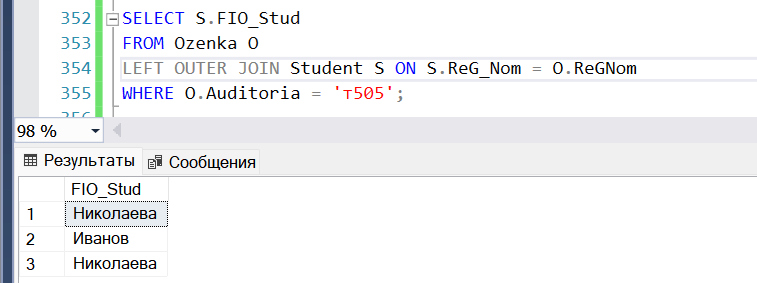 352 SELECT S.FIO_Stud
353 FROM Ozenka O
354 LEFT OUTER JOIN Student S ON S.ReG_Nom = O.ReGNom
355 WHERE O.Auditoria = 'т505';
98 %
Результаты Сообщения
FIO_Stud
1 Николаева
2 Иванов
3 Николаева